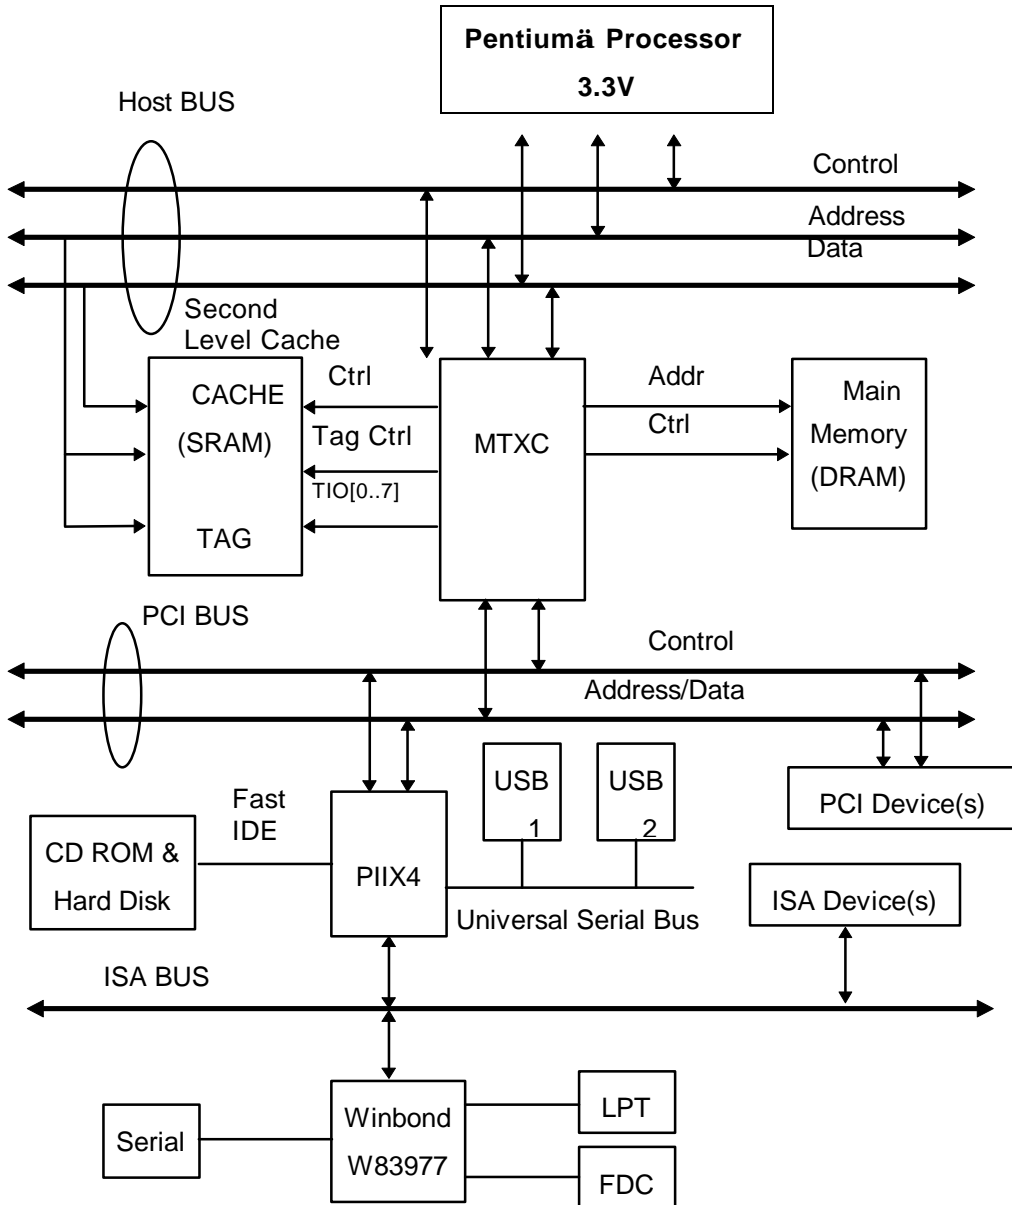 Pentiumä Processor
3.3V
Host BUS
Control
Address
Data
Second
Level Cache
CACHE
(SRAM)
TAG
Ctrl
Tag Ctrl
TIO[0..7]
MTXC
Addr
Ctrl
Main
Memory
(DRAM)
PCI BUS
Control
Address/Data
USB
1
USB
2
PCI Device(s)
Fast
IDE
CD ROM &
Hard Disk
PIIX4
Universal Serial Bus
ISA Device(s)
ISA BUS
Serial
Winbond
W83977
LPT
FDC